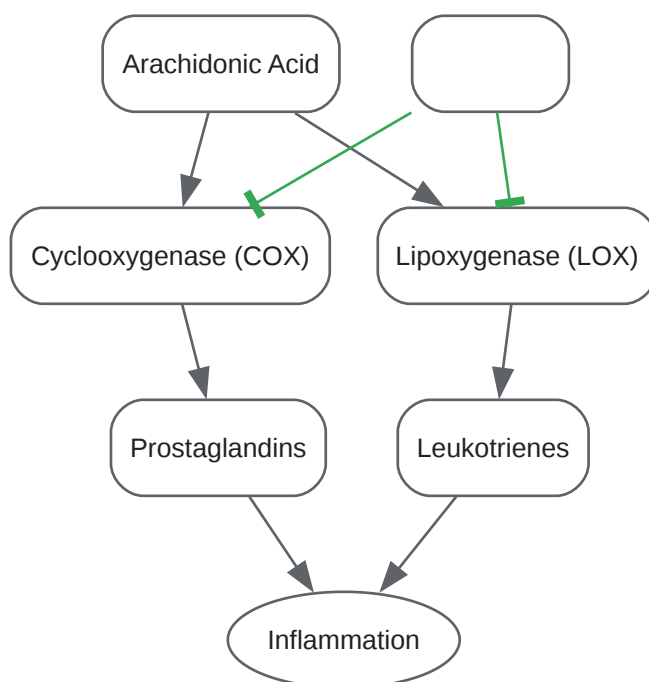 Arachidonic Acid
Cyclooxygenase (COX)
Lipoxygenase (LOX)
Prostaglandins
Leukotrienes
Inflammation